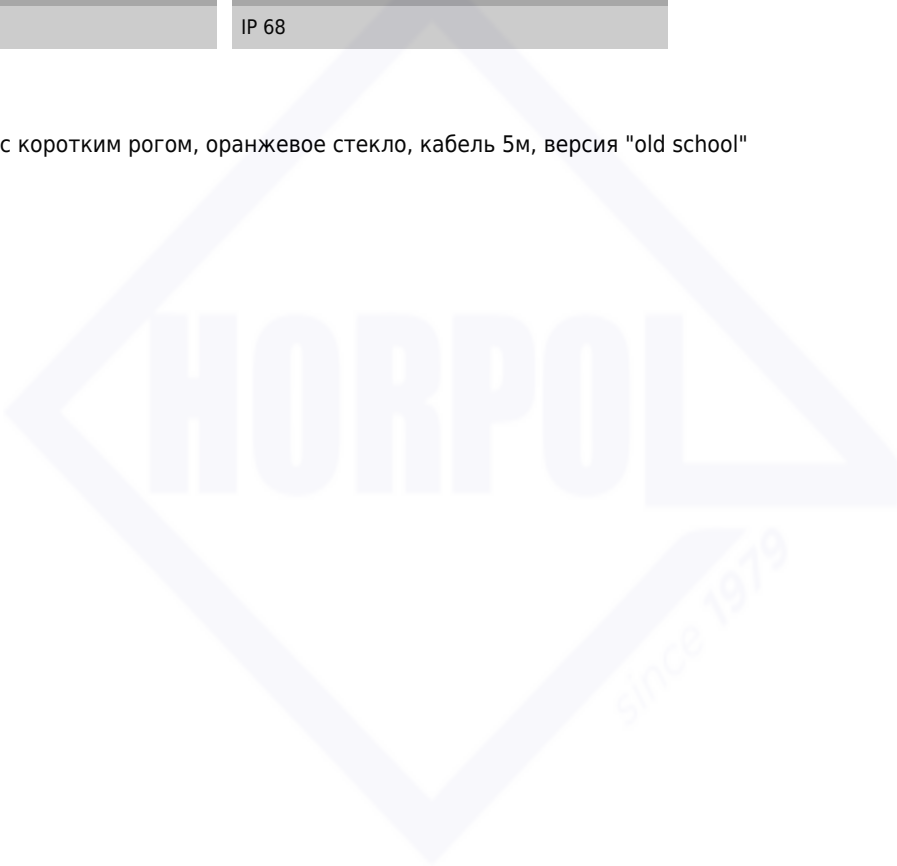 IP 68
с коротким рогом, оранжевое стекло, кабель 5м, версия "old school"
HORPOL
since 1979